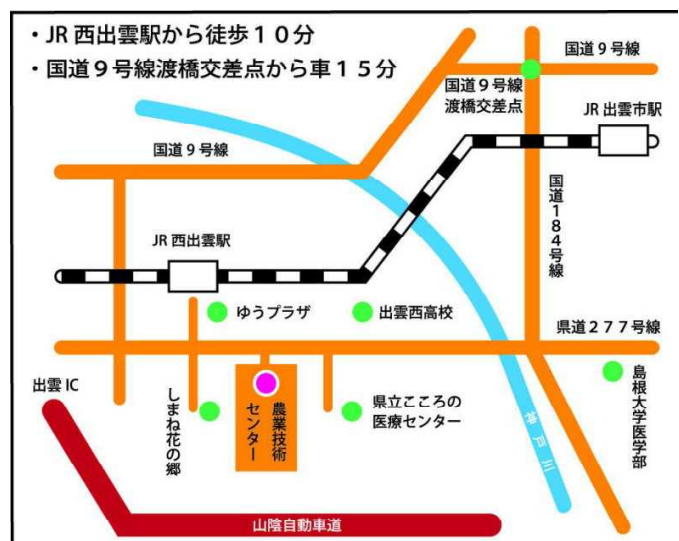 ・JR 西出雲駅から徒歩１０分
・国道９号線渡橋交差点から車１５分
国道９号線
国道９号線
渡橋交差点
JR 出雲市駅
国道９号線
国道１８４号線
JR 西出雲駅
ゆうプラザ
出雲西高校
県道２７７号線
出雲 IC
しまね花の郷
農業技術
センター
県立こころの
医療センター
島根大学医学部
神戸川
山陰自動車道